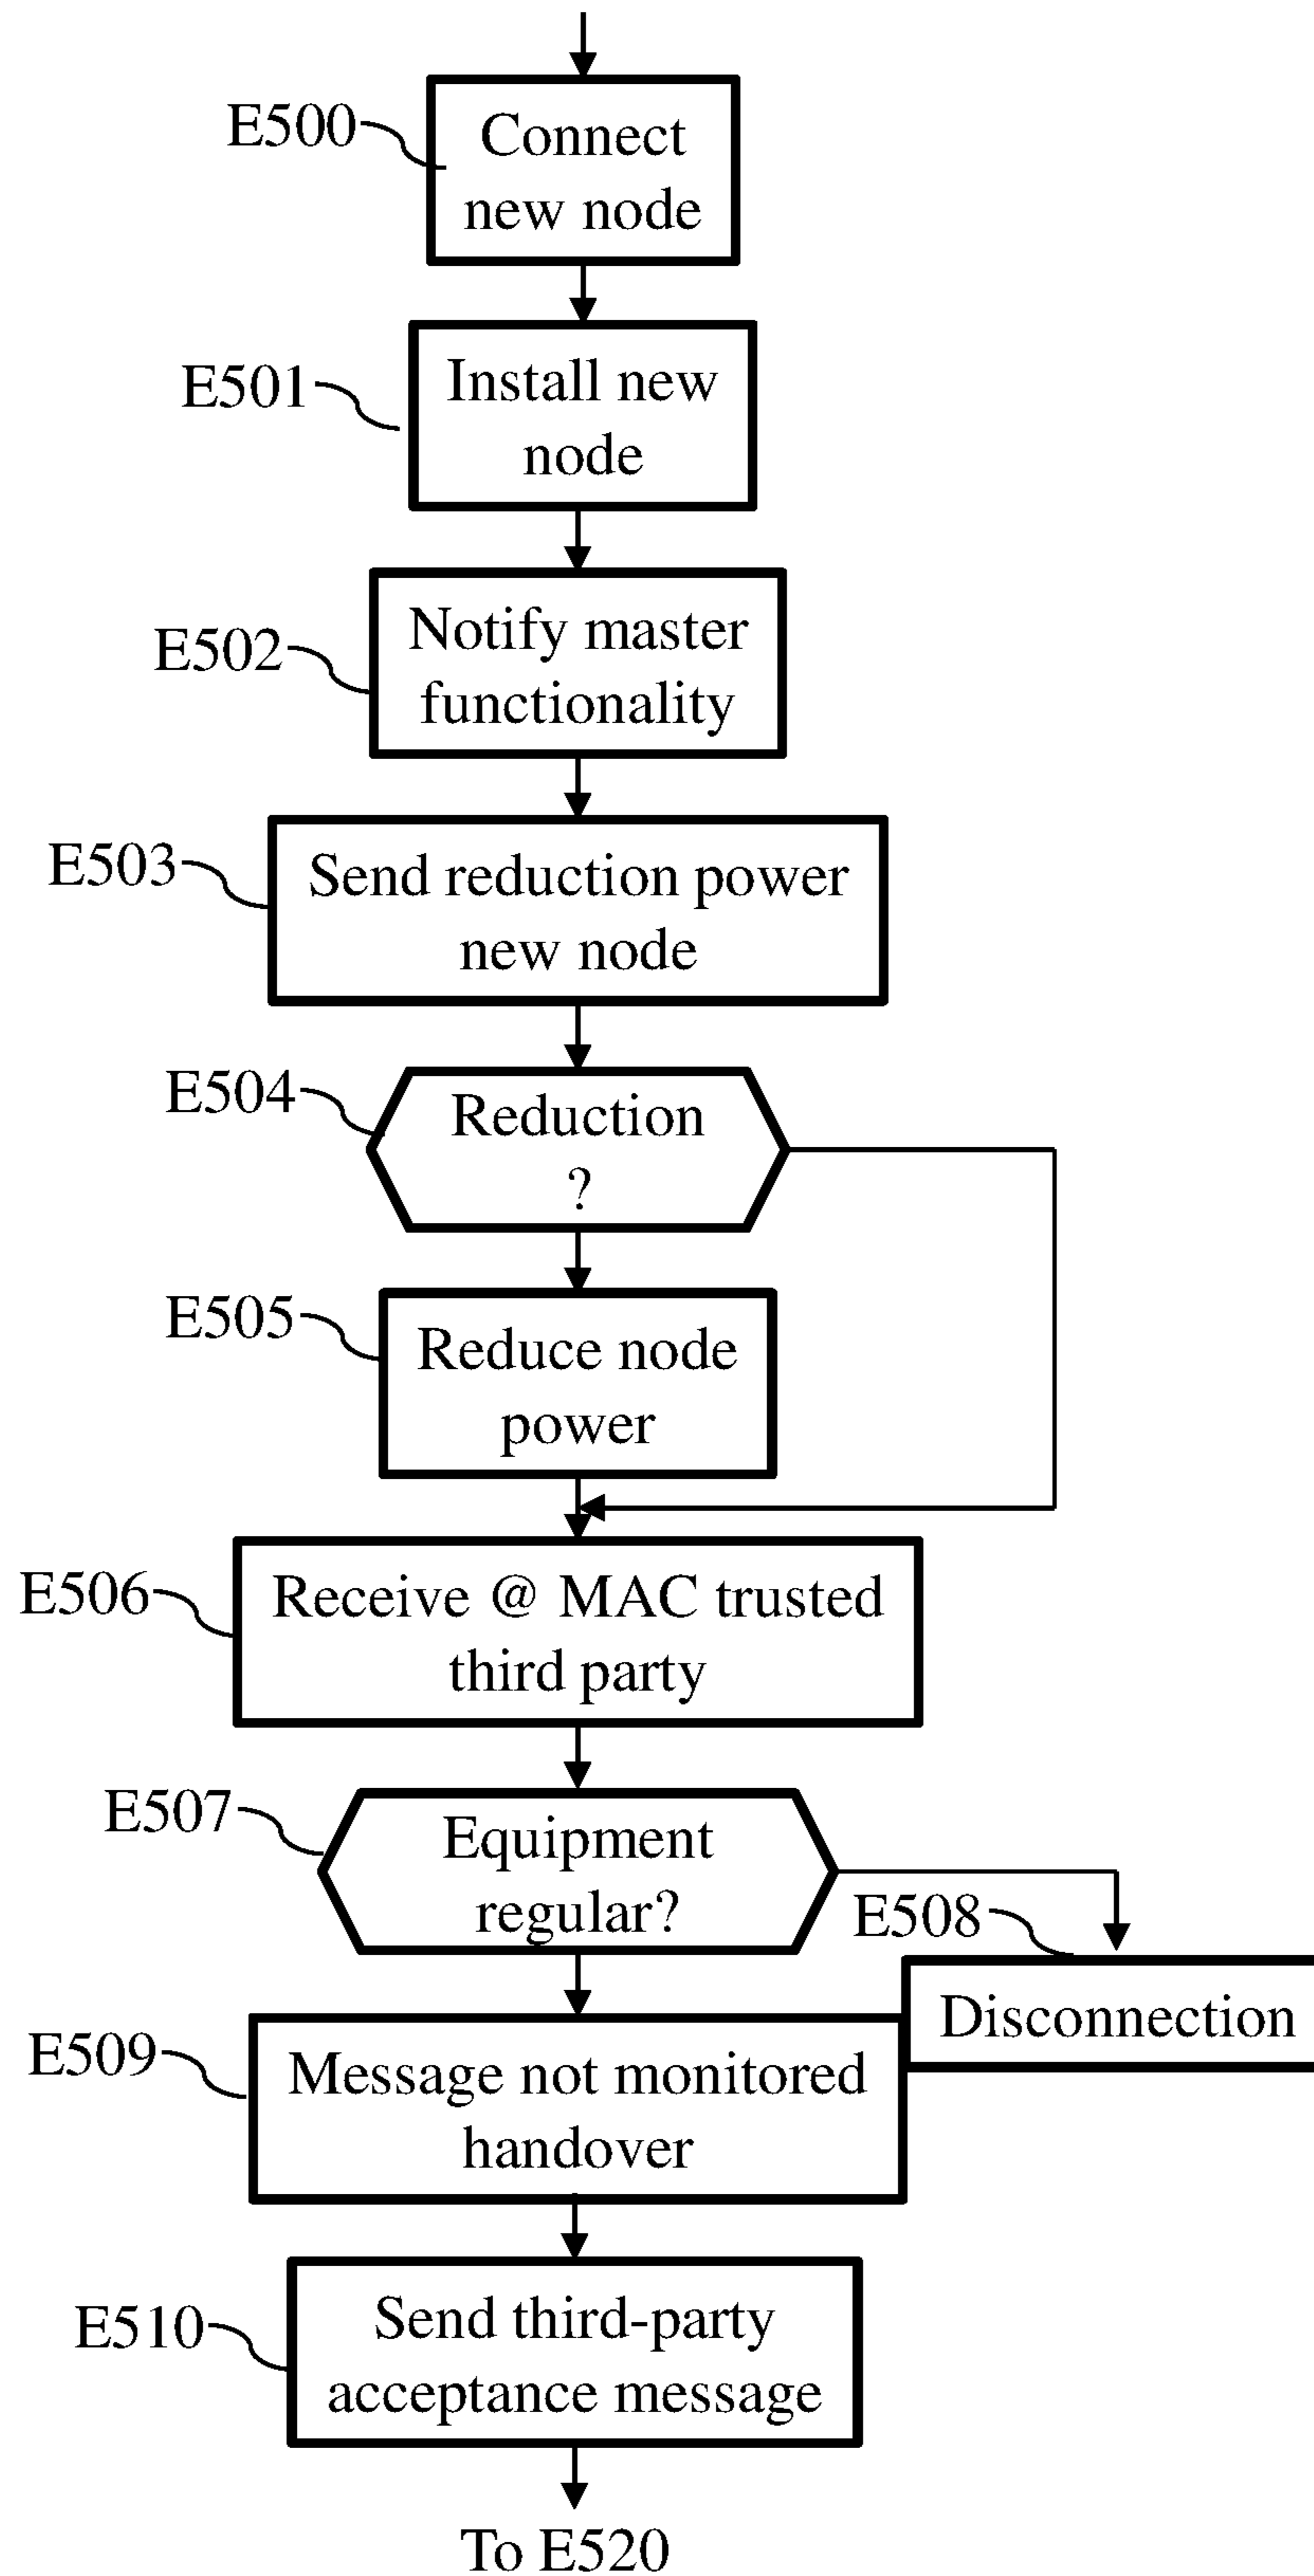 E500
Connect
new node
E501
Install new
node
E502
Notify master
functionality
E503
Send reduction power
new node
E504
Reduction
?
E505
Reduce node
power
E506
Receive @ MAC trusted
third party
E507
Equipment
regular?
E508
Disconnection
E509
Message not monitored
handover
E510
Send third-party
acceptance message
To E520